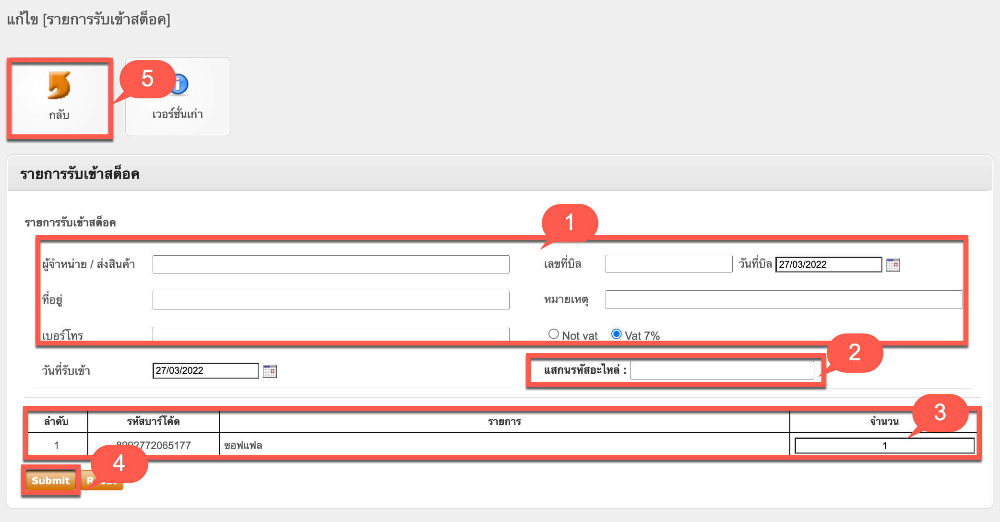 แก้ไข [รายการรับเข้าสต็อค]
5
กลับ
เวอร์ชั่นเก่า
รายการรับเข้าสต็อค
รายการรับเข้าสต็อค
1
ผู้จำหน่าย / ส่งสินค้า
เลขที่บิล
วันที่บิล 27/03/2022
ที่อยู่
หมายเหตุ
เบอร์โทร
Not vat Vat 7%
2
วันที่รับเข้า 27/03/2022
แสกนรหัสอะไหล่ :
3
ลำดับ รหัสบาร์โค้ด รายการ จำนวน
1 8992772065177 ซอฟแฟล 1
4
Submit